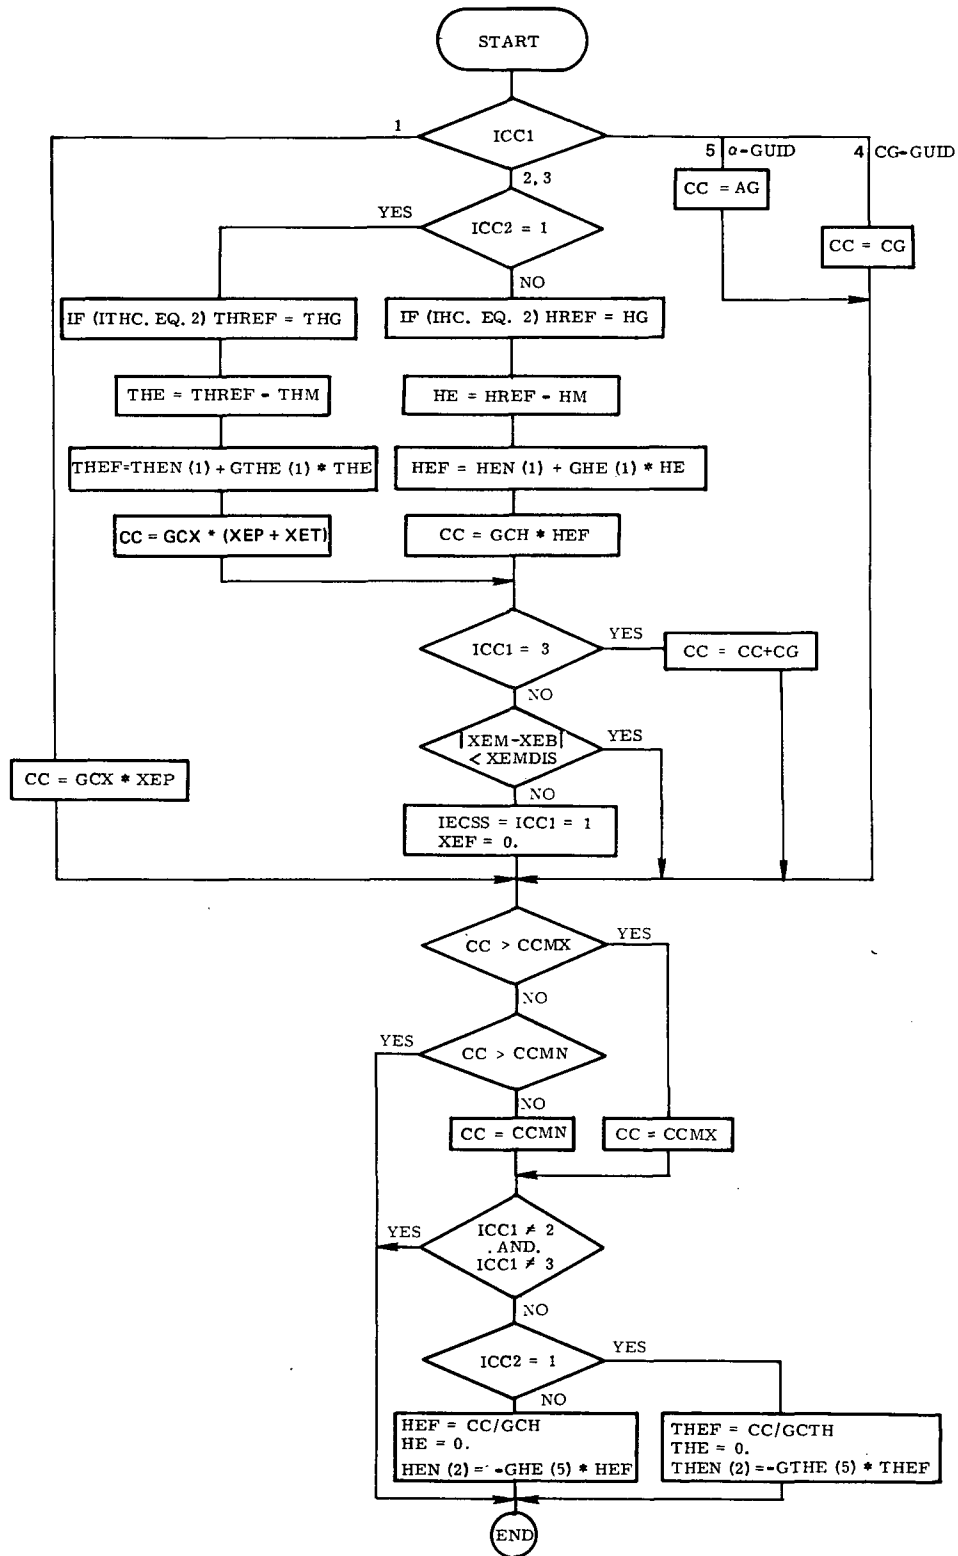 START
1
ICC1
5 α-GUID
4 CG-GUID
2, 3
CC = AG
YES
ICC2 = 1
CC = CG
NO
IF (ITHC. EQ. 2) THREF = THG
IF (IHC. EQ. 2) HREF = HG
THE = THREF - THM
HE = HREF - HM
THEF=THEN (1) + GTHE (1) * THE
HEF = HEN (1) + GHE (1) * HE
CC = GCX * (XEP + XET)
CC = GCH * HEF
ICC1 = 3
YES
CC = CC+CG
NO
|XEM-XEB|
< XEMDIS
YES
CC = GCX * XEP
NO
IECSS = ICC1 = 1
XEF = 0.
CC > CCMX
YES
NO
YES
CC > CCMN
NO
CC = CCMN
CC = CCMX
YES
ICC1 ≠ 2
. AND.
ICC1 ≠ 3
NO
ICC2 = 1
YES
NO
HEF = CC/GCH
HE = 0.
HEN (2) = -GHE (5) * HEF
THEF = CC/GCTH
THE = 0.
THEN (2) = -GTHE (5) * THEF
END